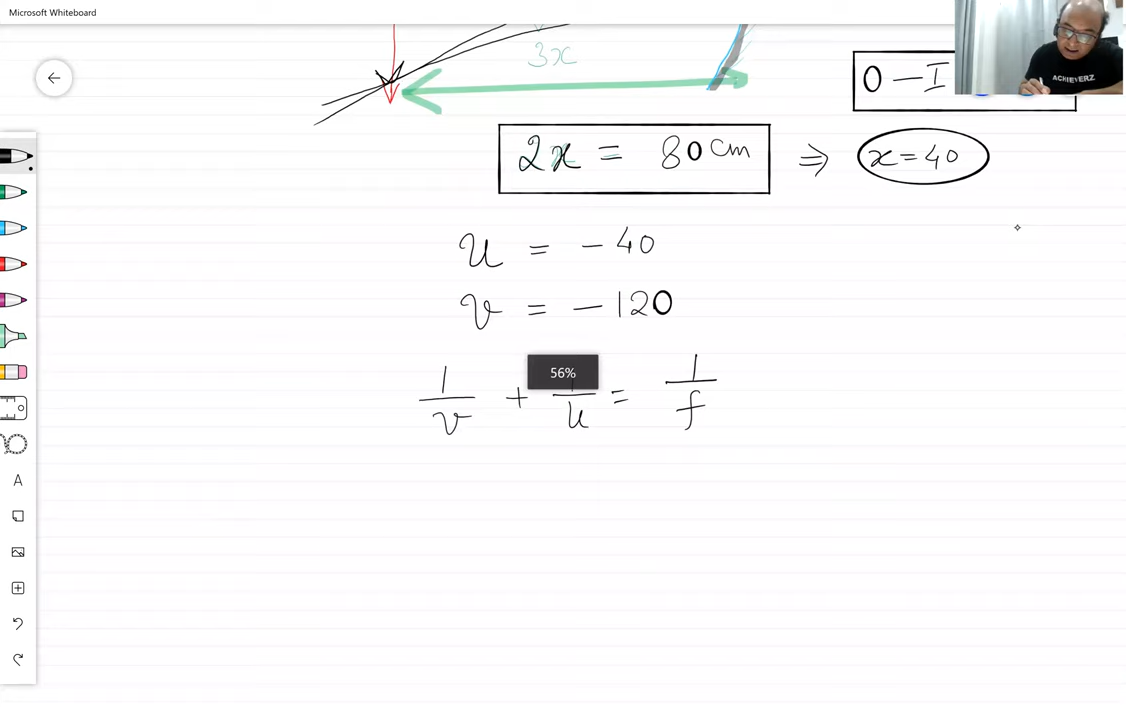 Microsoft Whiteboard
ACHIEVERZ
3x
O – I
2x = 80 cm ⇒ x = 40
u = – 40
v = – 120
56%
1/v + 1/u = 1/f
A